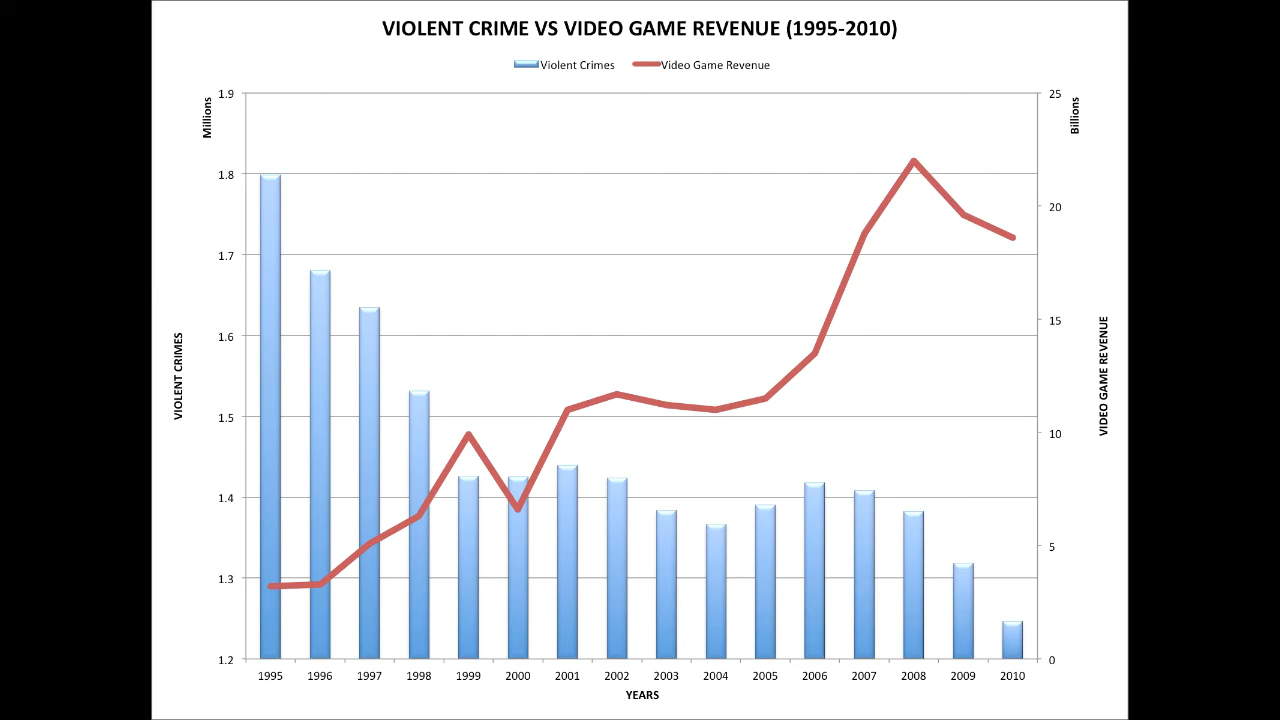 VIOLENT CRIME VS VIDEO GAME REVENUE (1995-2010)
Violent Crimes Video Game Revenue
Millions
1.9
1.8
1.7
1.6
1.5
1.4
1.3
1.2
VIOLENT CRIMES
Billions
25
20
15
10
5
0
VIDEO GAME REVENUE
1995 1996 1997 1998 1999 2000 2001 2002 2003 2004 2005 2006 2007 2008 2009 2010
YEARS